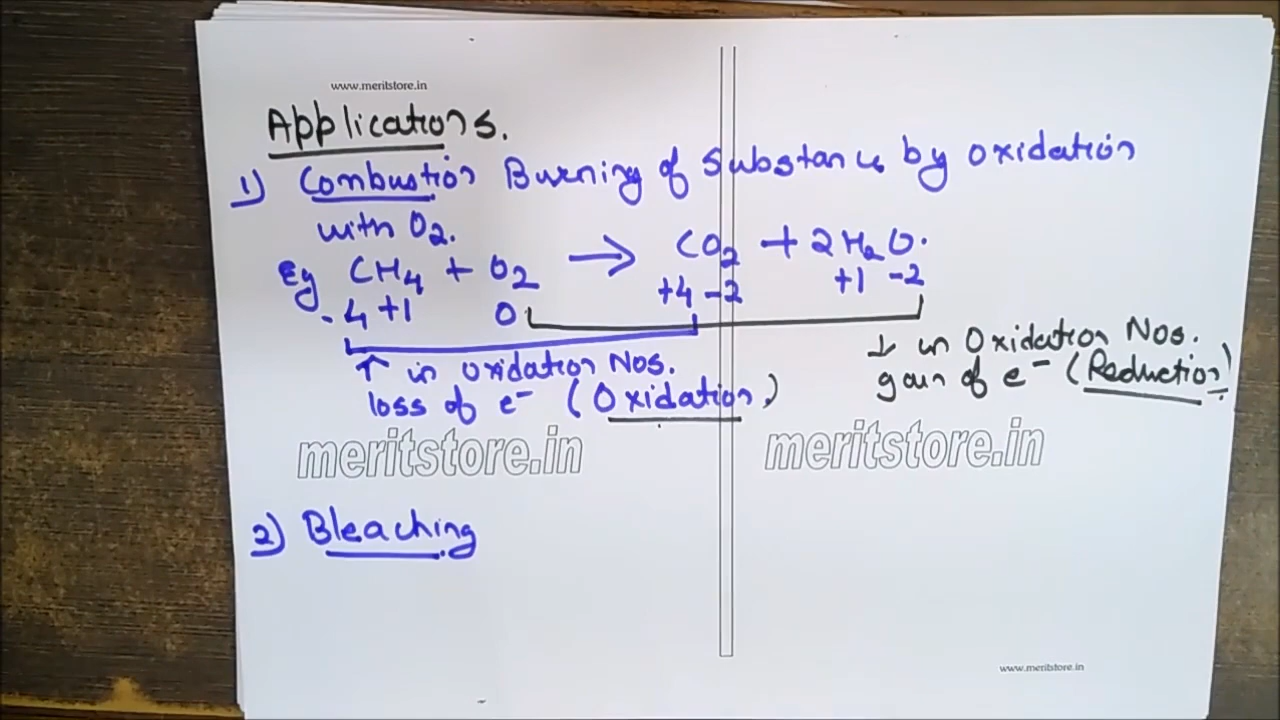 www.meritstore.in
Applications.
1) Combustion Burning of Substances by oxidation
with O2.
Eg CH4 + O2 → CO2 + 2H2O.
-4 +1 0 +4 -2 +1 -2
↑ in Oxidation Nos.
loss of e- (Oxidation)
↓ in Oxidation Nos.
gain of e- (Reduction)
meritstore.in meritstore.in
2) Bleaching
www.meritstore.in